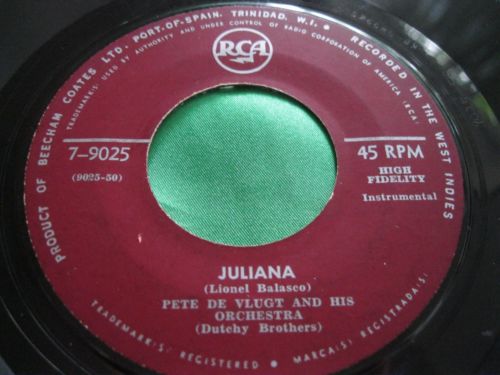 PRODUCT OF BEECHAM COATES LTD. PORT-OF-SPAIN, TRINIDAD, W.I. • RECORDED IN THE WEST INDIES
TRADEMARK'S: USED BY AUTHORITY AND UNDER CONTROL OF RADIO CORPORATION OF AMERICA (RCA)
RCA
7-9025
(9025-50)
45 RPM
HIGH
FIDELITY
Instrumental
JULIANA
(Lionel Balasco)
PETE DE VLUGT AND HIS
ORCHESTRA
(Dutchy Brothers)
TRADEMARK'S: REGISTERED • MARCA(S) REGISTRADA(S)